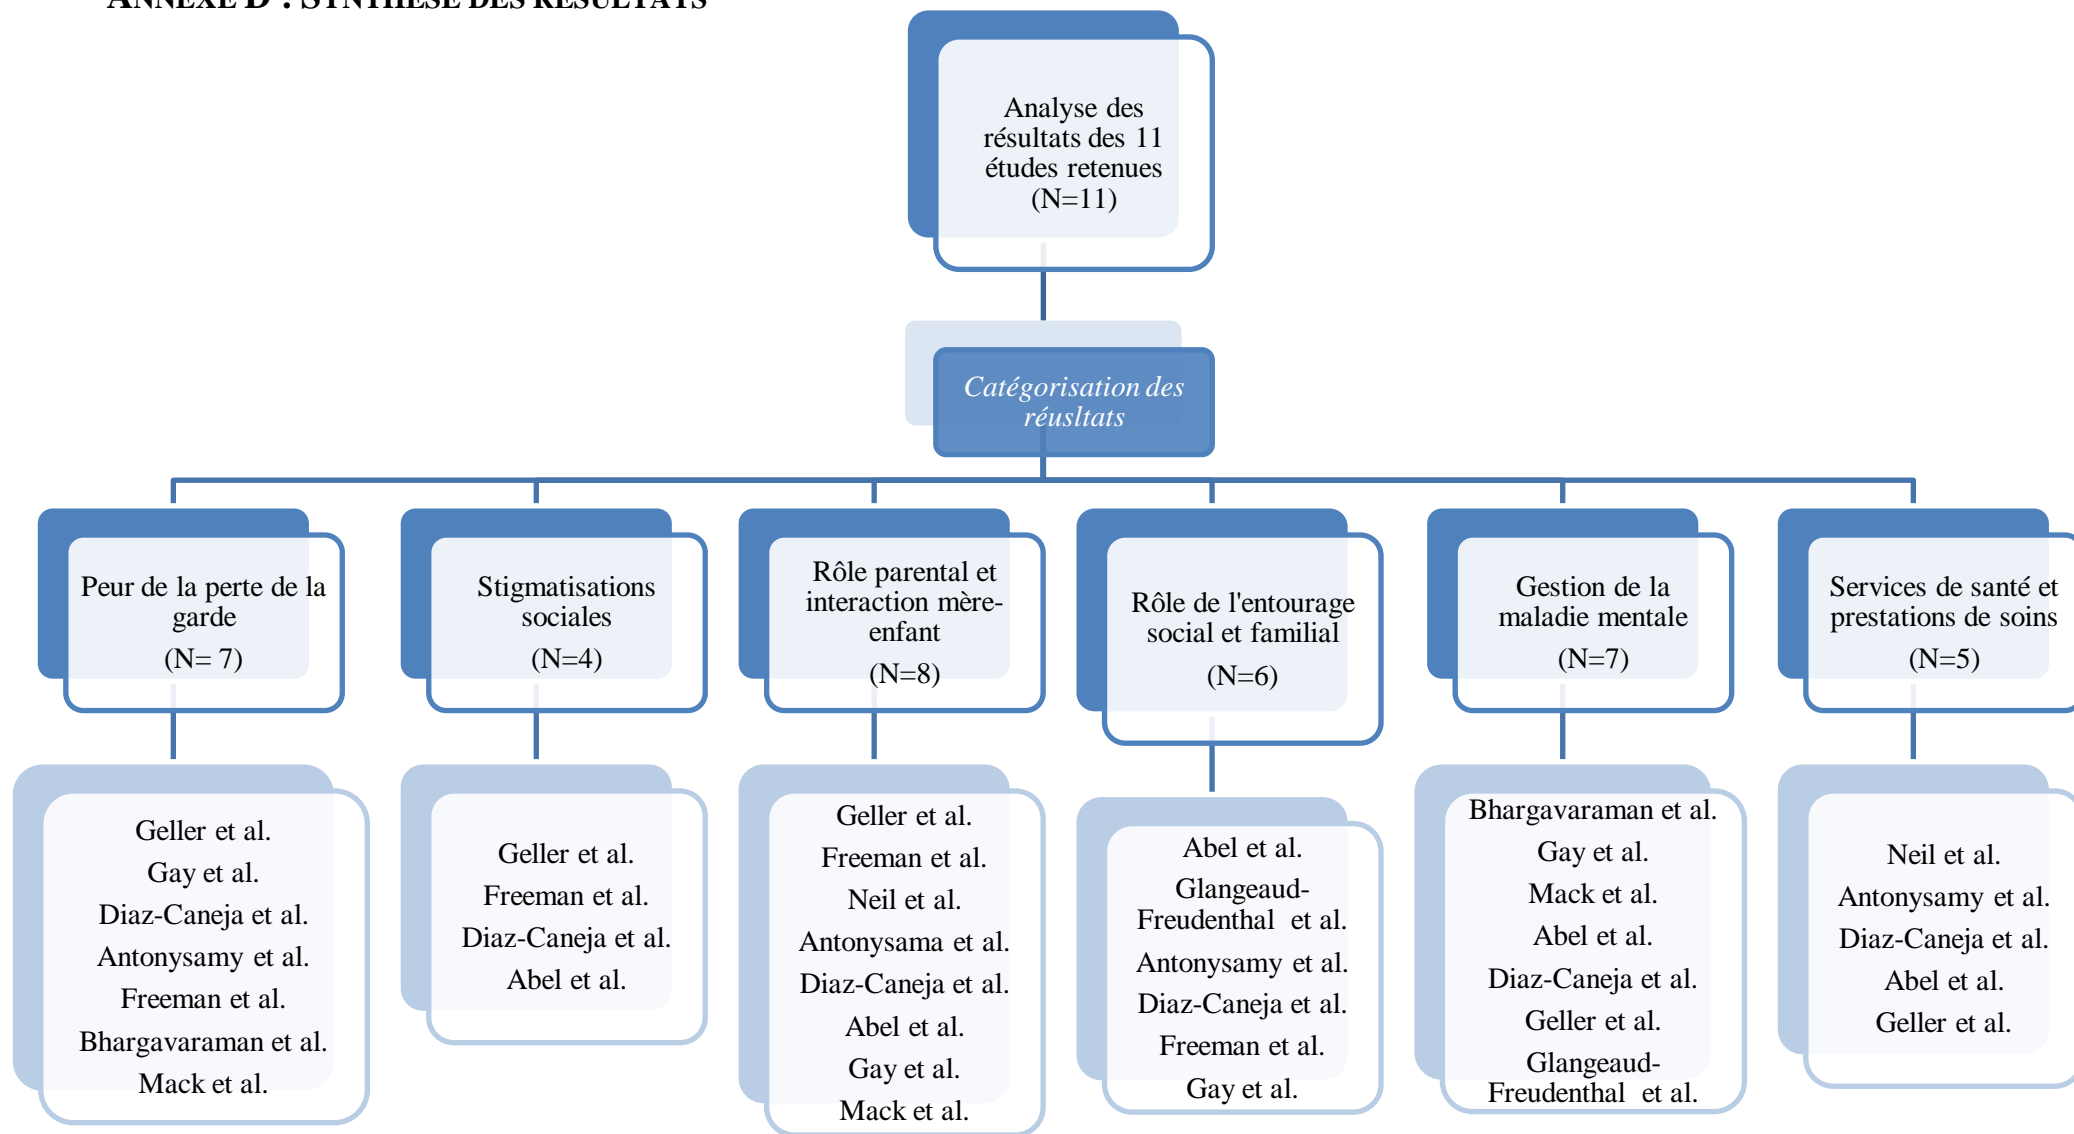 ANNEXE D : SYNTHÈSE DES RÉSULTATS
Analyse des
résultats des 11
études retenues
(N=11)
Catégorisation des
réusltats
Peur de la perte de la
garde
(N= 7)
Stigmatisations
sociales
(N=4)
Rôle parental et
interaction mère-
enfant
(N=8)
Rôle de l'entourage
social et familial
(N=6)
Gestion de la
maladie mentale
(N=7)
Services de santé et
prestations de soins
(N=5)
Geller et al.
Gay et al.
Diaz-Caneja et al.
Antonysamy et al.
Freeman et al.
Bhargavaraman et al.
Mack et al.
Geller et al.
Freeman et al.
Diaz-Caneja et al.
Abel et al.
Geller et al.
Freeman et al.
Neil et al.
Antonysama et al.
Diaz-Caneja et al.
Abel et al.
Gay et al.
Mack et al.
Abel et al.
Glangeaud-
Freudenthal et al.
Antonysamy et al.
Diaz-Caneja et al.
Freeman et al.
Gay et al.
Bhargavaraman et al.
Gay et al.
Mack et al.
Abel et al.
Diaz-Caneja et al.
Geller et al.
Glangeaud-
Freudenthal et al.
Neil et al.
Antonysamy et al.
Diaz-Caneja et al.
Abel et al.
Geller et al.